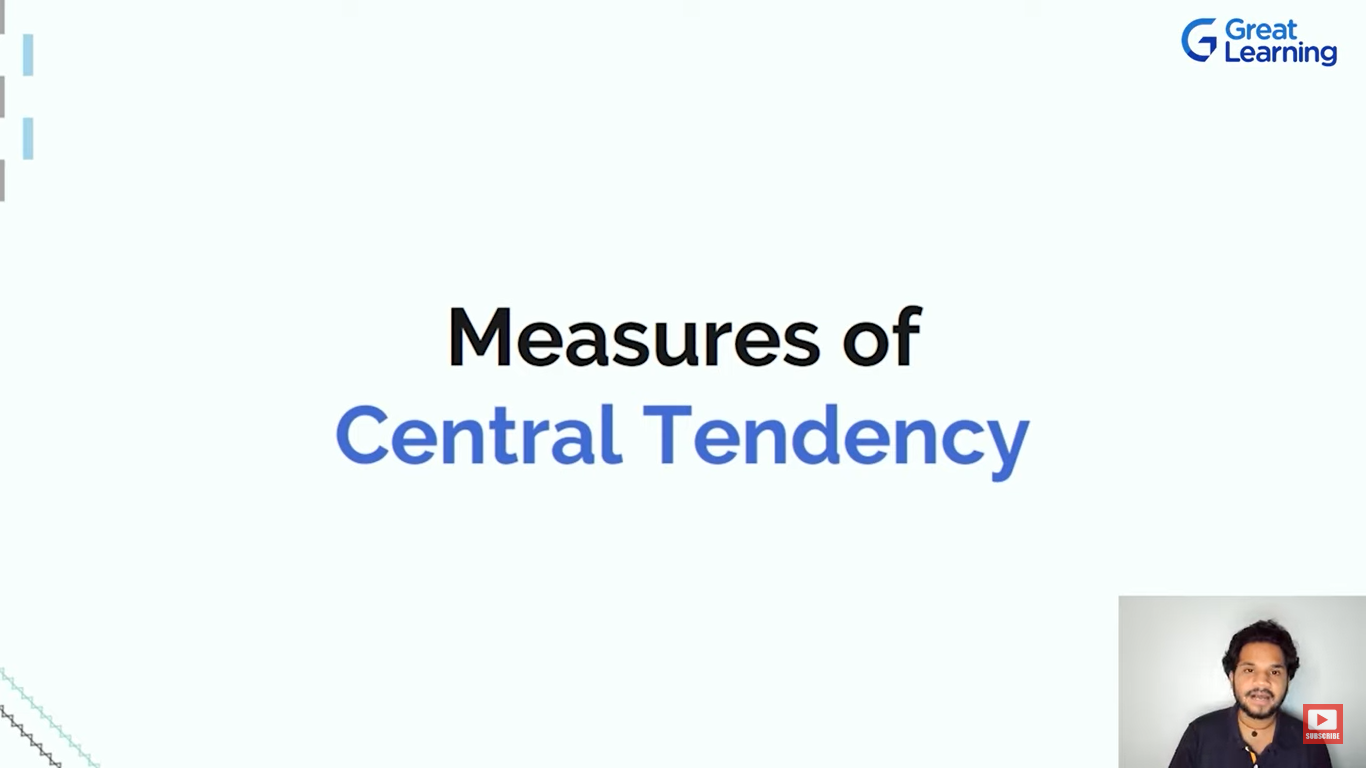 Great
Learning
Measures of
Central Tendency
SUBSCRIBE